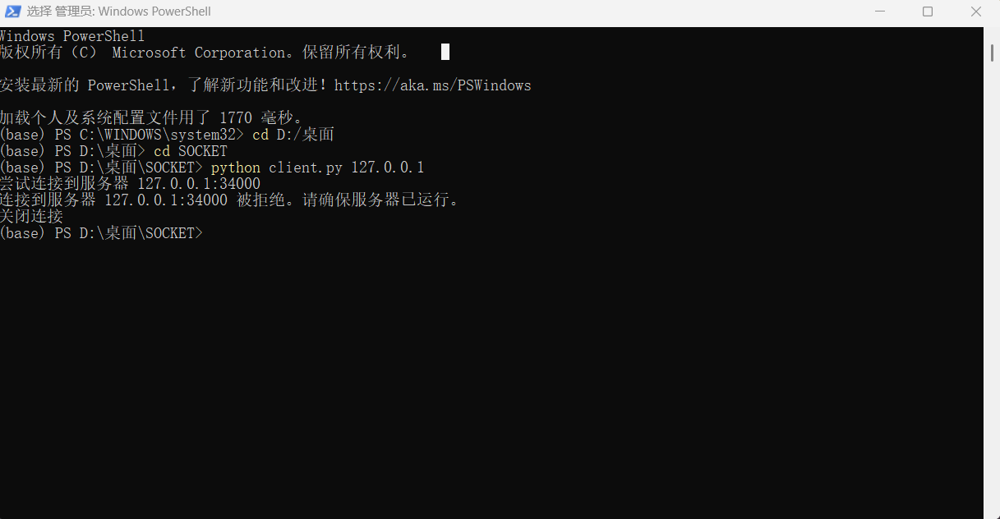 选择 管理员: Windows PowerShell
Windows PowerShell
版权所有（C） Microsoft Corporation。保留所有权利。
安装最新的 PowerShell，了解新功能和改进！https://aka.ms/PSWindows
加载个人及系统配置文件用了 1770 毫秒。
(base) PS C:\WINDOWS\system32> cd D:/桌面
(base) PS D:\桌面> cd SOCKET
(base) PS D:\桌面\SOCKET> python client.py 127.0.0.1
尝试连接到服务器 127.0.0.1:34000
连接到服务器 127.0.0.1:34000 被拒绝。请确保服务器已运行。
关闭连接
(base) PS D:\桌面\SOCKET>